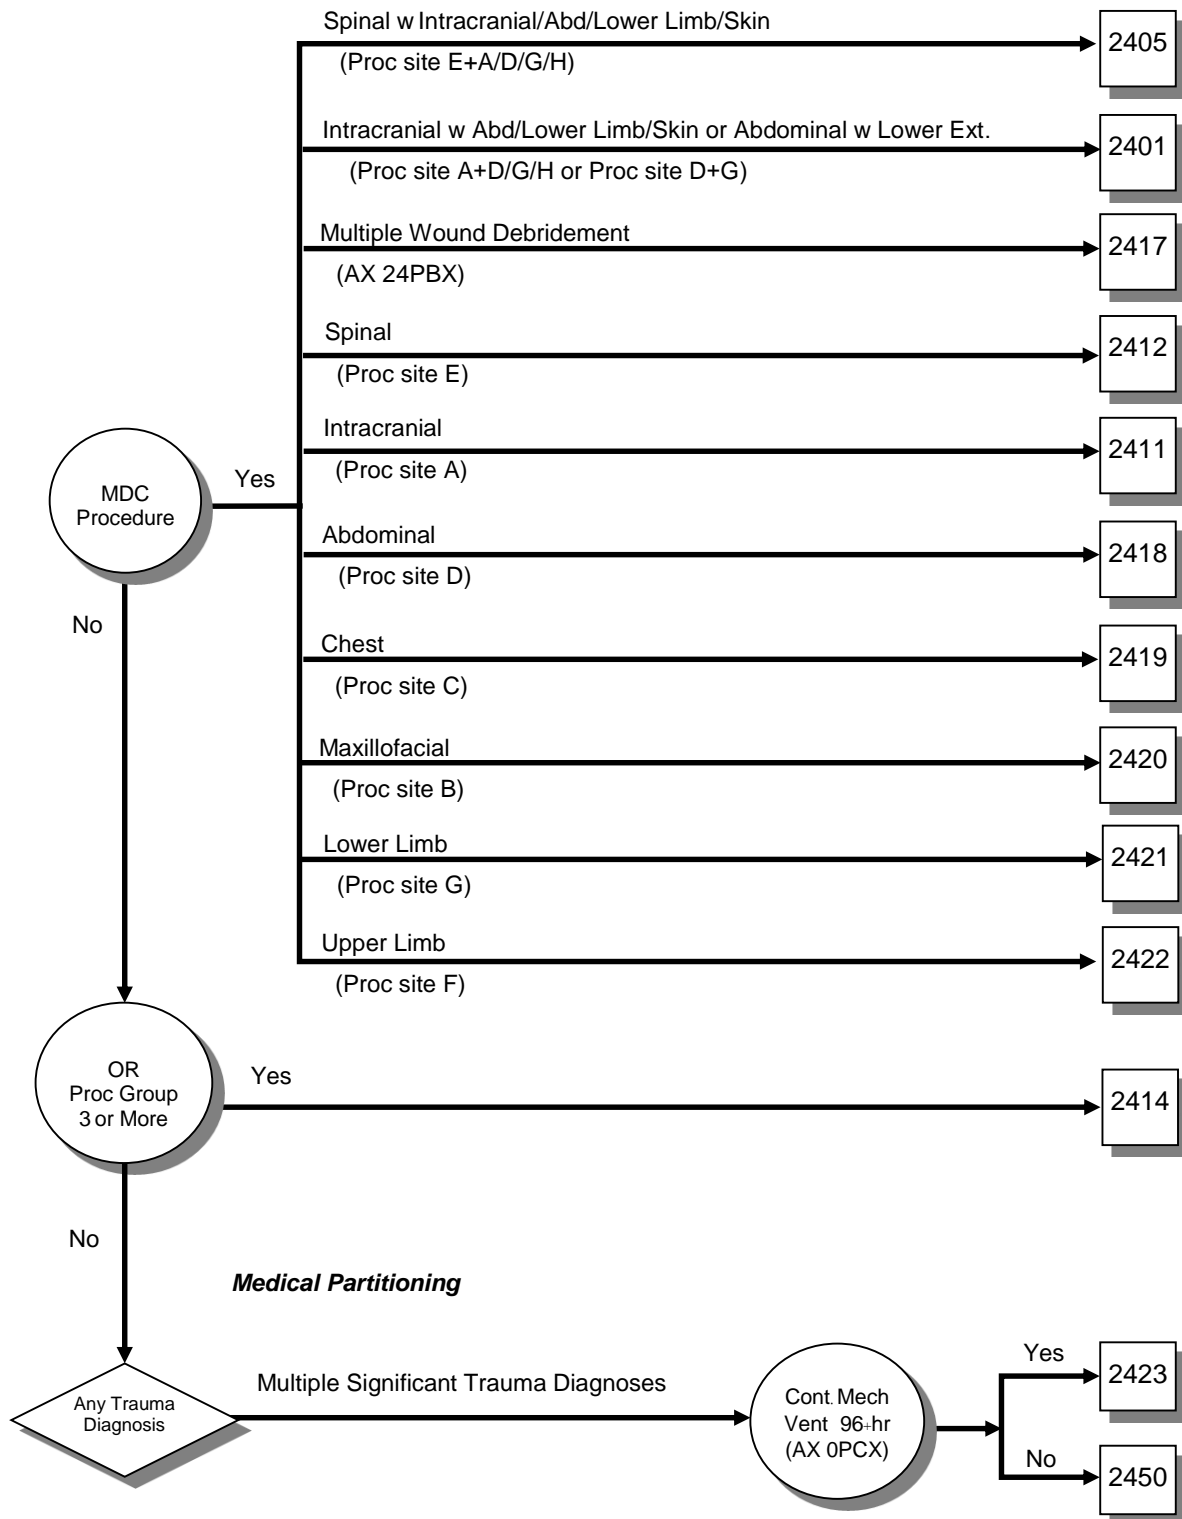 Spinal w Intracranial/Abd/Lower Limb/Skin
(Proc site E+A/D/G/H)
2405
Intracranial w Abd/Lower Limb/Skin or Abdominal w Lower Ext.
(Proc site A+D/G/H or Proc site D+G)
2401
Multiple Wound Debridement
(AX 24PBX)
2417
Spinal
(Proc site E)
2412
Intracranial
(Proc site A)
2411
MDC
Procedure
Yes
Abdominal
(Proc site D)
2418
No
Chest
(Proc site C)
2419
Maxillofacial
(Proc site B)
2420
Lower Limb
(Proc site G)
2421
Upper Limb
(Proc site F)
2422
OR
Proc Group
3 or More
Yes
2414
No
Medical Partitioning
Any Trauma
Diagnosis
Multiple Significant Trauma Diagnoses
Cont. Mech
Vent 96+hr
(AX 0PCX)
Yes
2423
No
2450